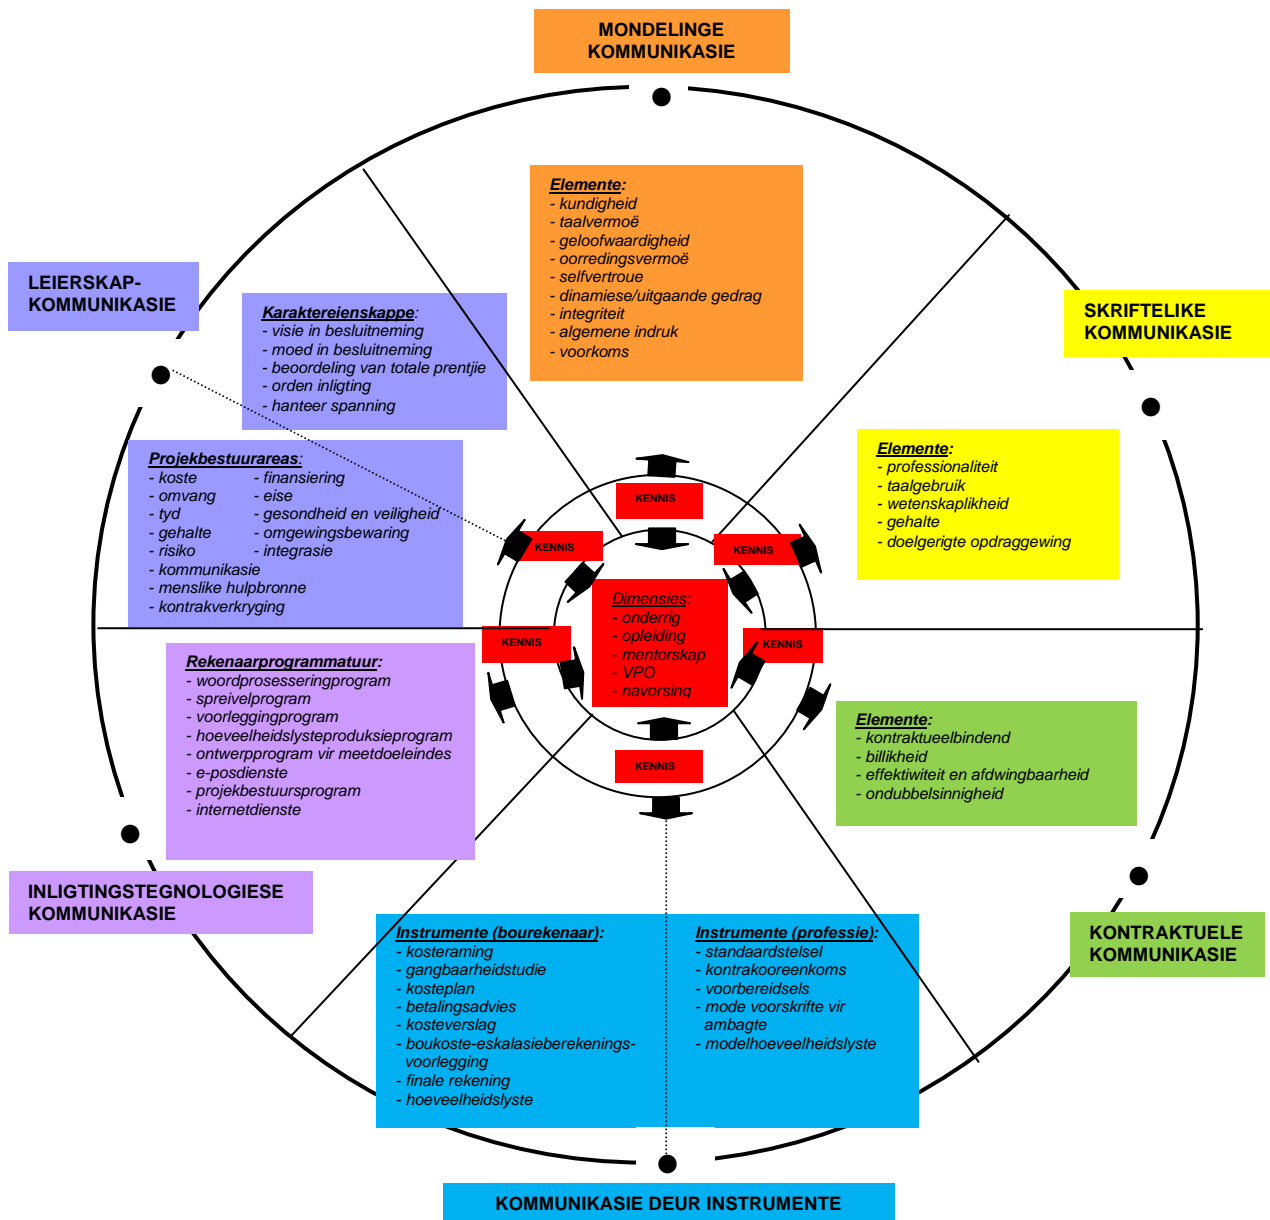 MONDELINGE
KOMMUNIKASIE
Elemente:
- kundigheid
- taalvermoë
- geloofwaardigheid
- oorredingsvermoë
- selfvertroue
- dinamiese/uitgaande gedrag
- integriteit
- algemene indruk
- voorkoms
LEIERSKAP-
KOMMUNIKASIE
Karaktereienskappe:
- visie in besluitneming
- moed in besluitneming
- beoordeling van totale prentjie
- orden inligting
- hanteer spanning
SKRIFTELIKE
KOMMUNIKASIE
Elemente:
- professionaliteit
- taalgebruik
- wetenskaplikheid
- gehalte
- doelgerigte opdraggewing
Projekbestuurareas:
- koste - finansiering
- omvang - eise
- tyd - gesondheid en veiligheid
- gehalte - omgewingsbewaring
- risiko - integrasie
- kommunikasie
- menslike hulpbronne
- kontrakverkryging
KENNIS
KENNIS
KENNIS
Dimensies:
- onderrig
- opleiding
- mentorskap
- VPO
- navorsing
KENNIS
KENNIS
KENNIS
Rekenaarprogrammatuur:
- woordprosesseringprogram
- spreivelprogram
- voorleggingprogram
- hoeveelheidslysteproduksieprogram
- ontwerpprogram vir meetdoeleindes
- e-posdienste
- projekbestuursprogram
- internetdienste
Elemente:
- kontraktueelbindend
- billikheid
- effektiwiteit en afdwingbaarheid
- ondubbelsinnigheid
INLIGTINGSTEGNOLOGIESE
KOMMUNIKASIE
KONTRAKTUELE
KOMMUNIKASIE
Instrumente (bourekenaar):
- kosteraming
- gangbaarheidstudie
- kosteplan
- betalingsadvies
- kosteverslag
- boukoste-eskalasieberekenings-
voorlegging
- finale rekening
- hoeveelheidslyste
Instrumente (professie):
- standaardstelsel
- kontrakooreenkoms
- voorbereidsels
- mode voorskrifte vir
ambagte
- modelhoeveelheidslyste
KOMMUNIKASIE DEUR INSTRUMENTE